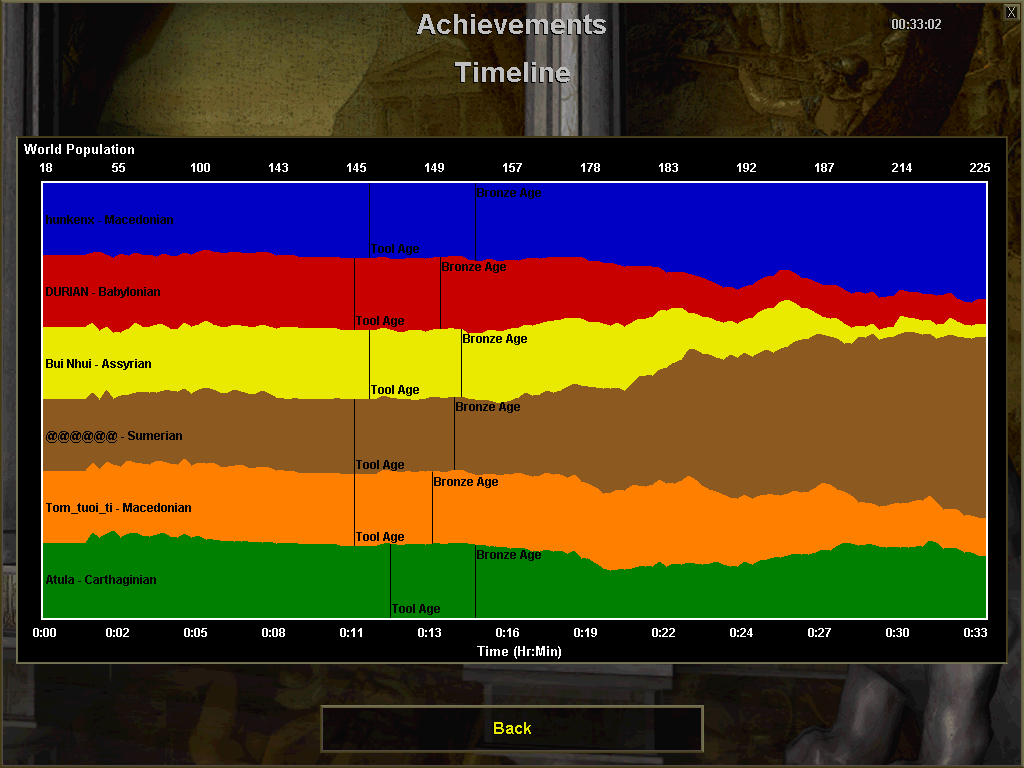 Achievements
00:33:02
X
Timeline
World Population
18 55 100 143 145 149 157 178 183 192 187 214 225
Bronze Age
hunkenx - Macedonian
Tool Age
Bronze Age
DURIAN - Babylonian
Tool Age
Bronze Age
Bui Nhui - Assyrian
Tool Age
Bronze Age
@@@@@@ - Sumerian
Tool Age
Bronze Age
Tom_tuoi_ti - Macedonian
Tool Age
Bronze Age
Atula - Carthaginian
Tool Age
0:00 0:02 0:05 0:08 0:11 0:13 0:16 0:19 0:22 0:24 0:27 0:30 0:33
Time (Hr:Min)
Back